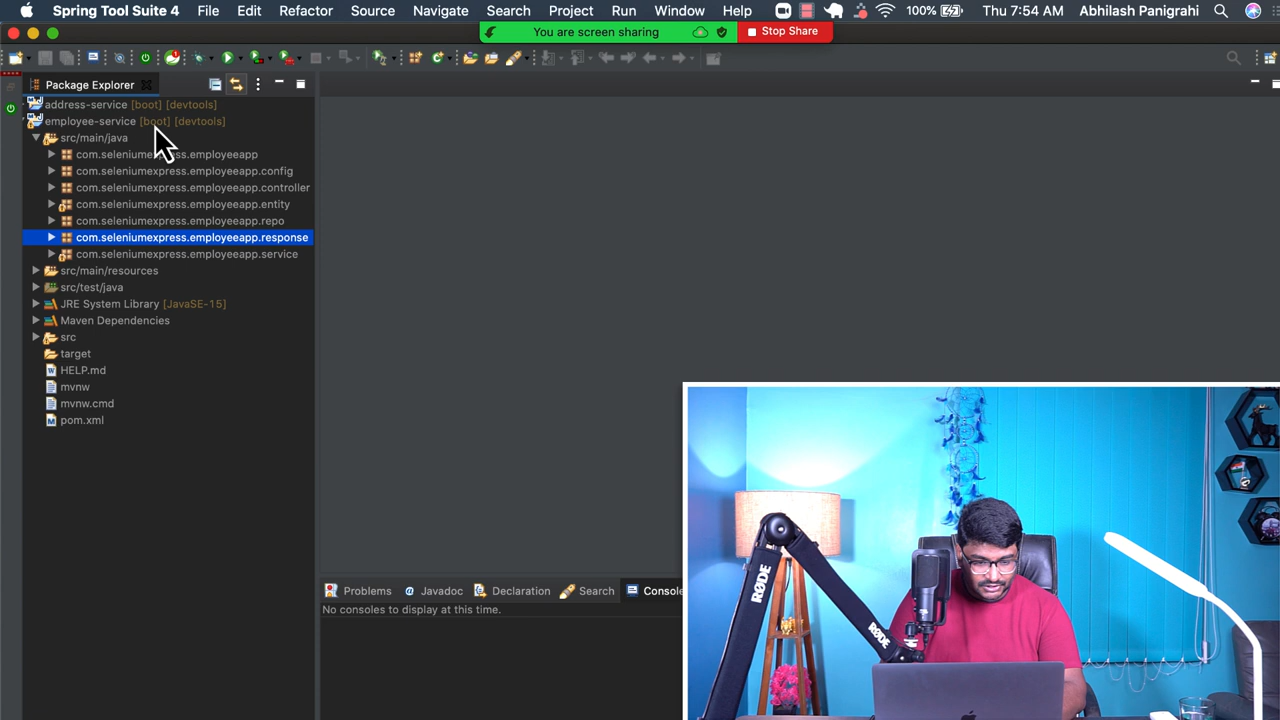 Spring Tool Suite 4 File Edit Refactor Source Navigate Search Project Run Window Help 100% Thu 7:54 AM Abhilash Panigrahi
You are screen sharing Stop Share
Package Explorer
address-service [boot] [devtools]
employee-service [boot] [devtools]
src/main/java
com.seleniumexpress.employeeapp
com.seleniumexpress.employeeapp.config
com.seleniumexpress.employeeapp.controller
com.seleniumexpress.employeeapp.entity
com.seleniumexpress.employeeapp.repo
com.seleniumexpress.employeeapp.response
com.seleniumexpress.employeeapp.service
src/main/resources
src/test/java
JRE System Library [JavaSE-15]
Maven Dependencies
src
target
HELP.md
mvnw
mvnw.cmd
pom.xml
Problems @ Javadoc Declaration Search Console
No consoles to display at this time.
RØDE
RØDE